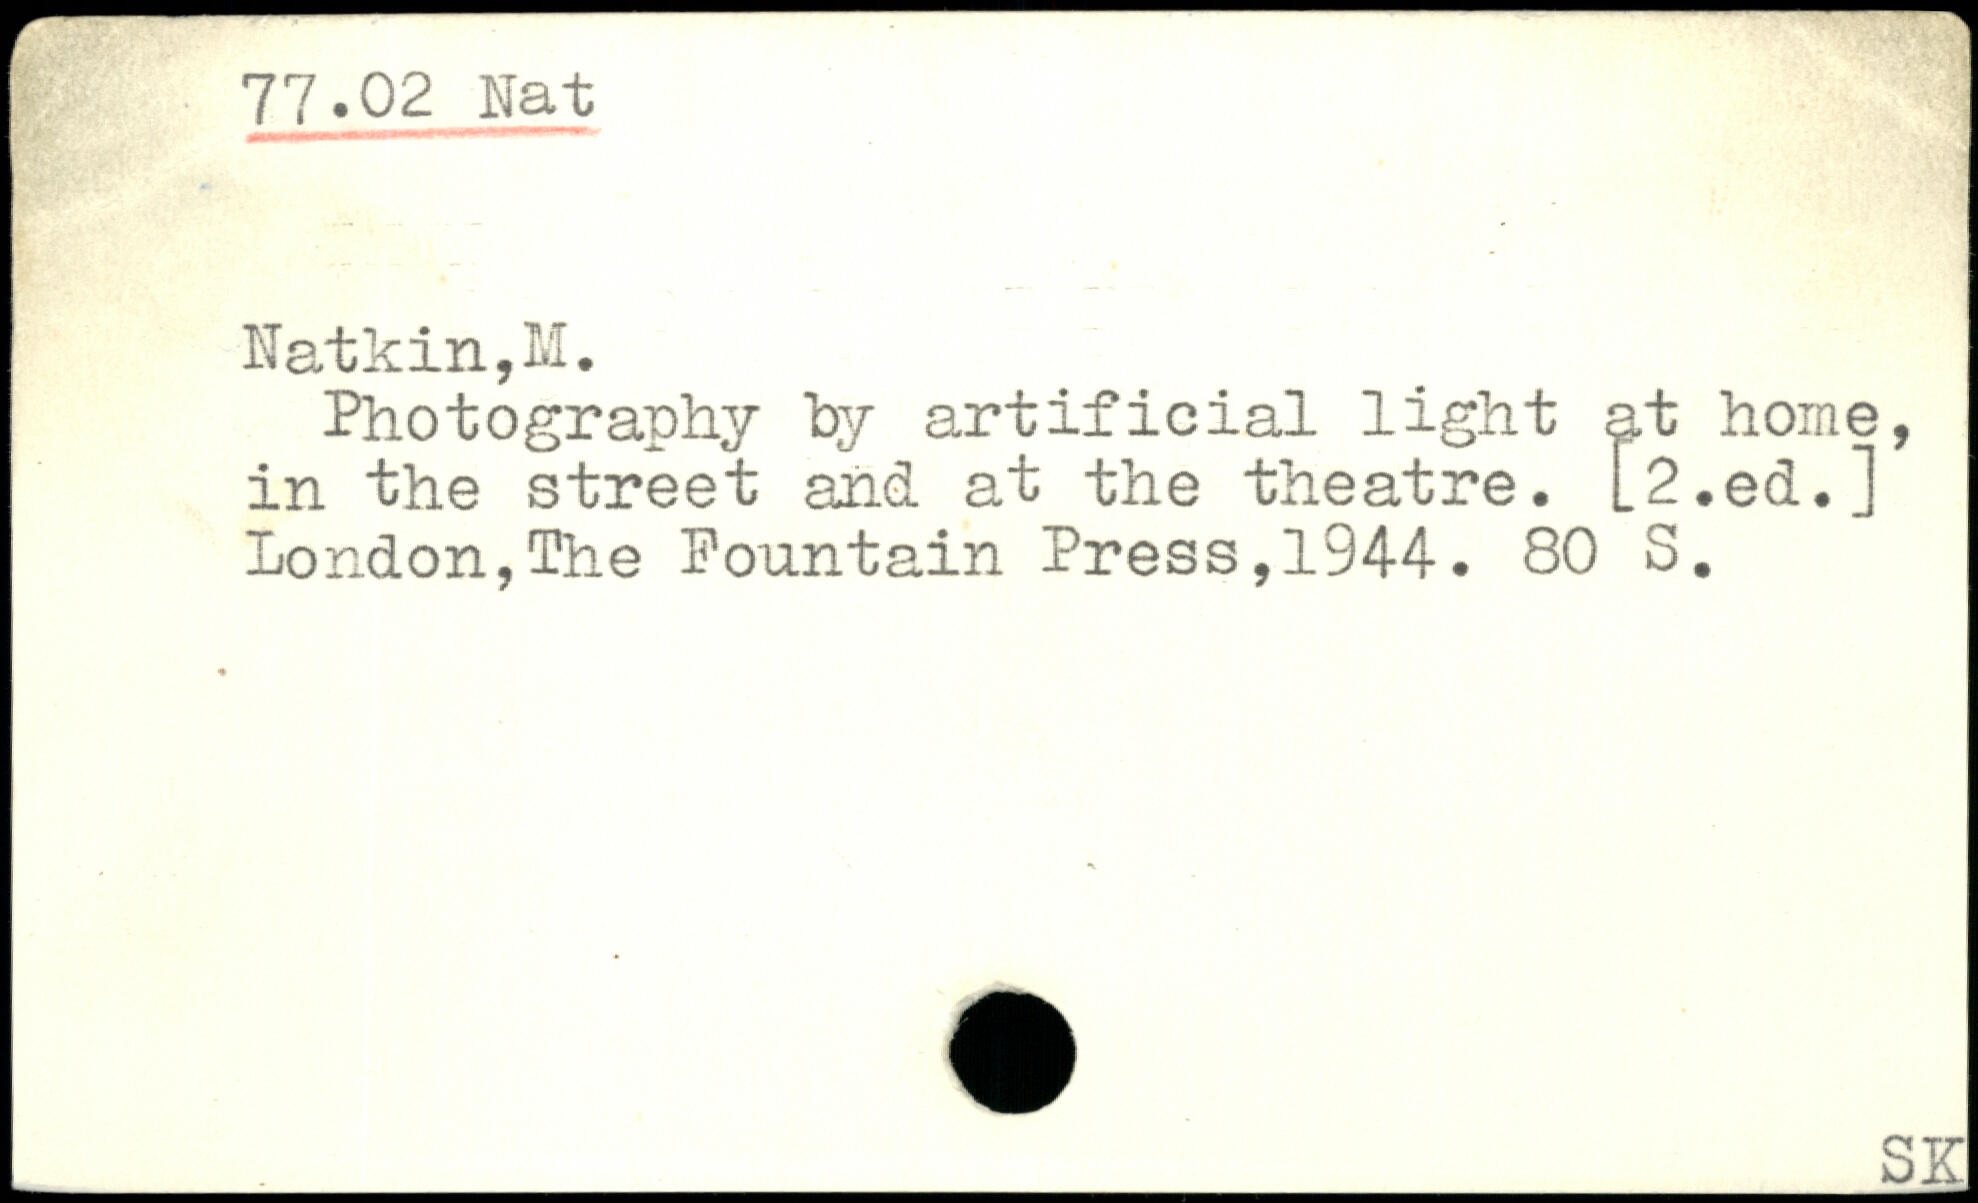 77.02 Nat
Natkin,M.
Photography by artificial light at home,
in the street and at the theatre. [2.ed.]
London,The Fountain Press,1944. 80 S.
SK